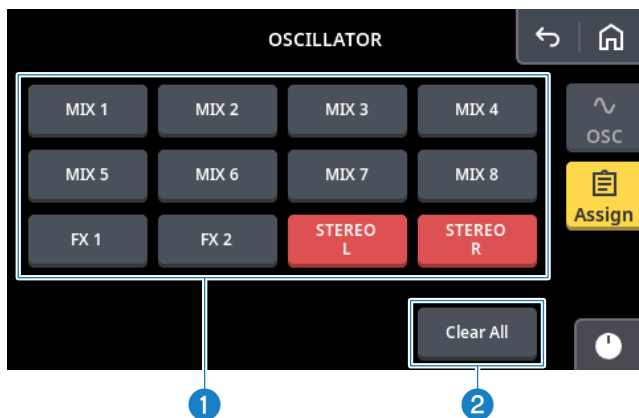 OSCILLATOR
MIX 1 MIX 2 MIX 3 MIX 4
OSC
MIX 5 MIX 6 MIX 7 MIX 8
Assign
FX 1 FX 2 STEREO L STEREO R
Clear All
1 2